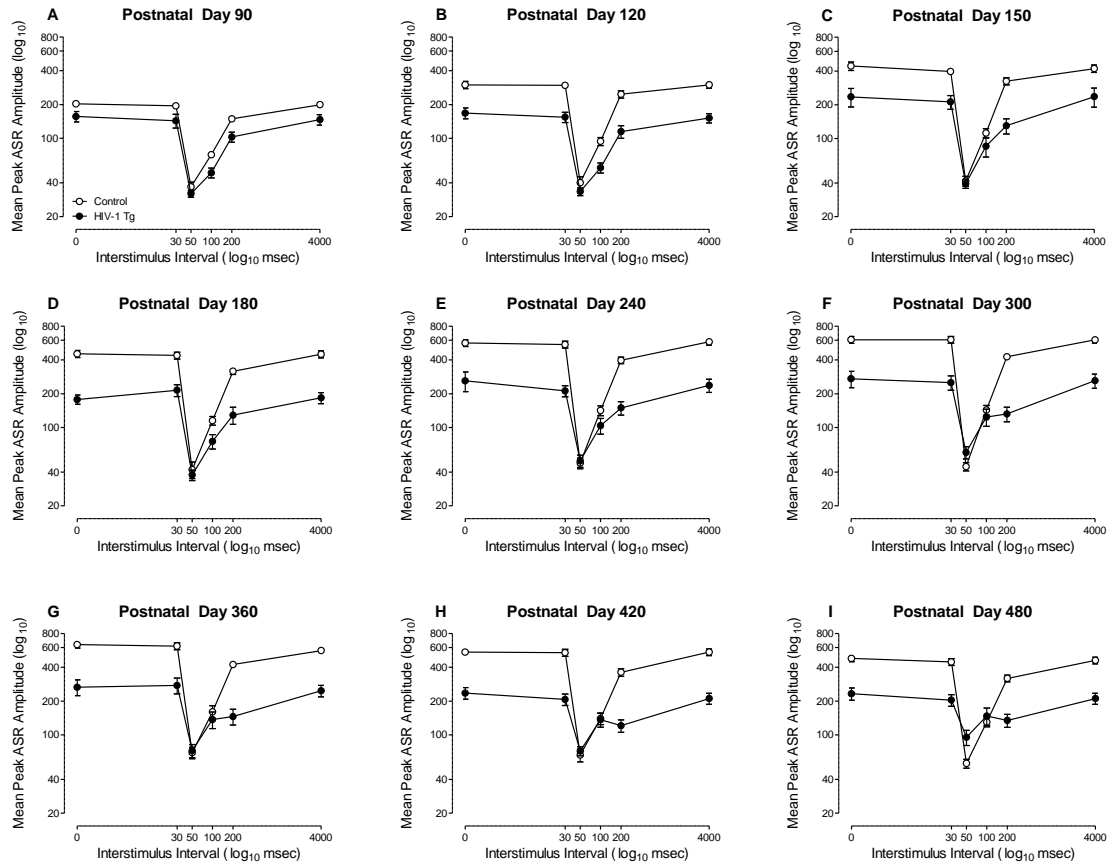 A Postnatal Day 90
Mean Peak ASR Amplitude (log10)
800
400
200
100
40
20
Control
HIV-1 Tg
0 30 50 100 200 4000
Interstimulus Interval ( log10 msec)
B Postnatal Day 120
Mean Peak ASR Amplitude (log10)
800
400
200
100
40
20
0 30 50 100 200 4000
Interstimulus Interval ( log10 msec)
C Postnatal Day 150
Mean Peak ASR Amplitude (log10)
800
400
200
100
40
20
0 30 50 100 200 4000
Interstimulus Interval ( log10 msec)
D Postnatal Day 180
Mean Peak ASR Amplitude (log10)
800
400
200
100
40
20
0 30 50 100 200 4000
Interstimulus Interval ( log10 msec)
E Postnatal Day 240
Mean Peak ASR Amplitude (log10)
800
400
200
100
40
20
0 30 50 100 200 4000
Interstimulus Interval ( log10 msec)
F Postnatal Day 300
Mean Peak ASR Amplitude (log10)
800
400
200
100
40
20
0 30 50 100 200 4000
Interstimulus Interval ( log10 msec)
G Postnatal Day 360
Mean Peak ASR Amplitude (log10)
800
400
200
100
40
20
0 30 50 100 200 4000
Interstimulus Interval ( log10 msec)
H Postnatal Day 420
Mean Peak ASR Amplitude (log10)
800
400
200
100
40
20
0 30 50 100 200 4000
Interstimulus Interval ( log10 msec)
I Postnatal Day 480
Mean Peak ASR Amplitude (log10)
800
400
200
100
40
20
0 30 50 100 200 4000
Interstimulus Interval ( log10 msec)